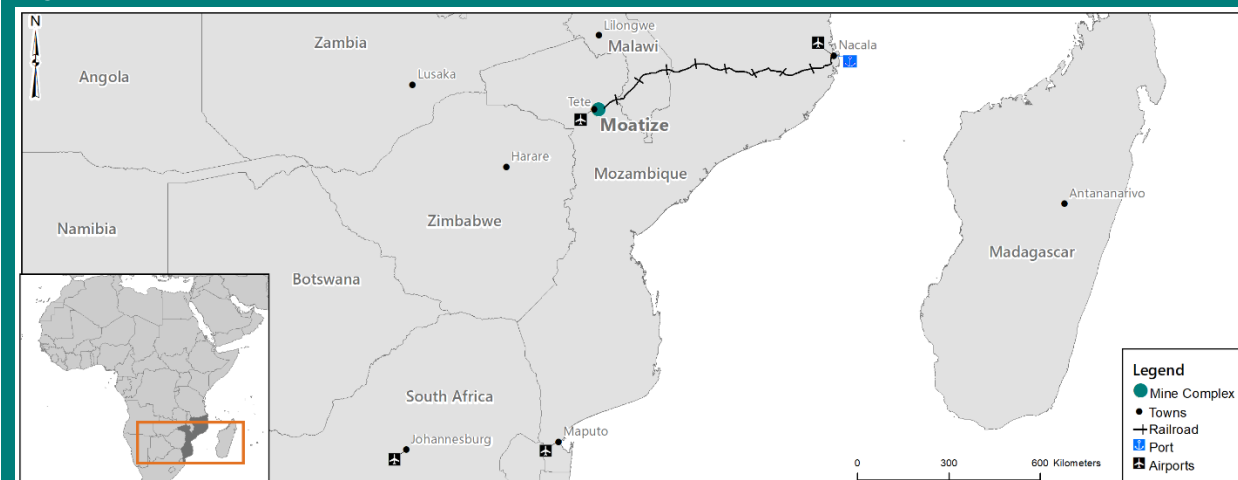 N
Zambia
Lilongwe
Malawi
Nacala
Angola
Lusaka
Tete
Moatize
Harare
Mozambique
Antananarivo
Namibia
Zimbabwe
Madagascar
Botswana
South Africa
Johannesburg
Maputo
Legend
Mine Complex
Towns
Railroad
Port
Airports
0 300 600 Kilometers